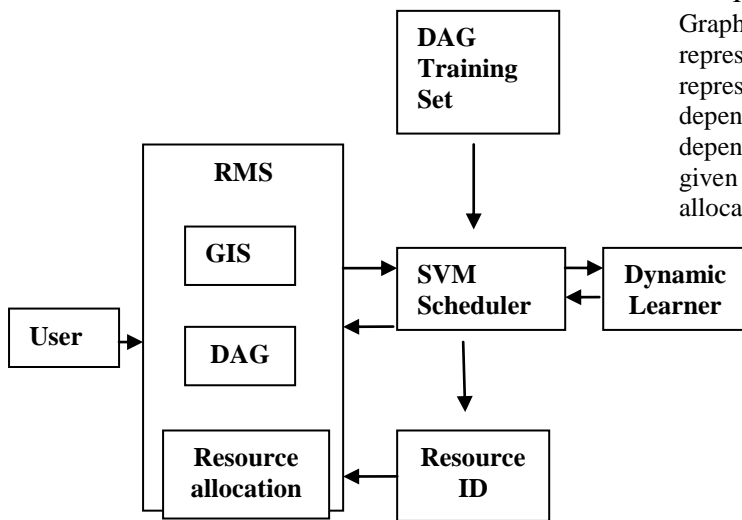 DAG
Training
Set
RMS
GIS
SVM
Scheduler
Dynamic
Learner
User
DAG
Resource
allocation
Resource
ID
Graph
repres
repres
depen
depen
given
alloca